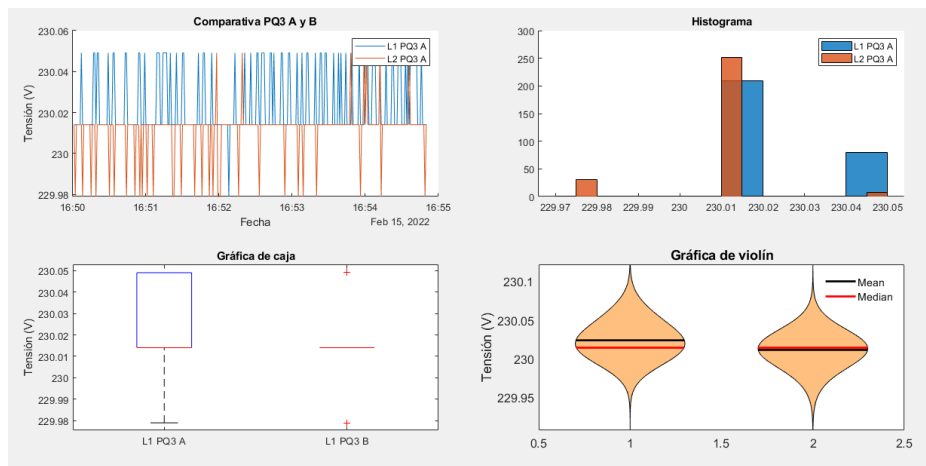 Comparativa PQ3 A y B
230.06
230.04
230.02
230
229.98
Tensión (V)
L1 PQ3 A
L2 PQ3 A
16:50 16:51 16:52 16:53 16:54 16:55
Fecha
Feb 15, 2022
Histograma
300
250
200
150
100
50
0
L1 PQ3 A
L2 PQ3 A
229.97 229.98 229.99 230 230.01 230.02 230.03 230.04 230.05
Gráfica de caja
230.05
230.04
230.03
230.02
230.01
230
229.99
229.98
Tensión (V)
L1 PQ3 A L1 PQ3 B
Gráfica de violín
230.1
230.05
230
229.95
Tensión (V)
Mean
Median
0.5 1 1.5 2 2.5